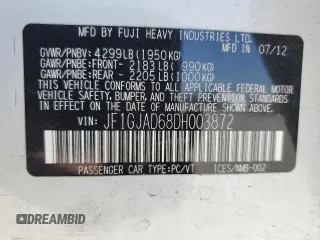 MFD BY FUJI HEAVY INDUSTRIES LTD. 07/12
GVWR/PNBV: 4299LB(1950KG)
GAWR/PNBE:FRONT- 2183LB( 990KG)
GAWR/PNBE:REAR - 2205LB(1000KG)
THIS VEHICLE CONFORMS TO ALL APPLICABLE FEDERAL MOTOR
VEHICLE SAFETY, BUMPER, AND THEFT PREVENTION STANDARDS
IN EFFECT ON THE
DATE OF MANUFACTURE SHOWN ABOVE.
VIN: JF1GJAD68DH003872
PASSENGER CAR TYPE:PC/VT ICES/NMB-002
© DREAMBID